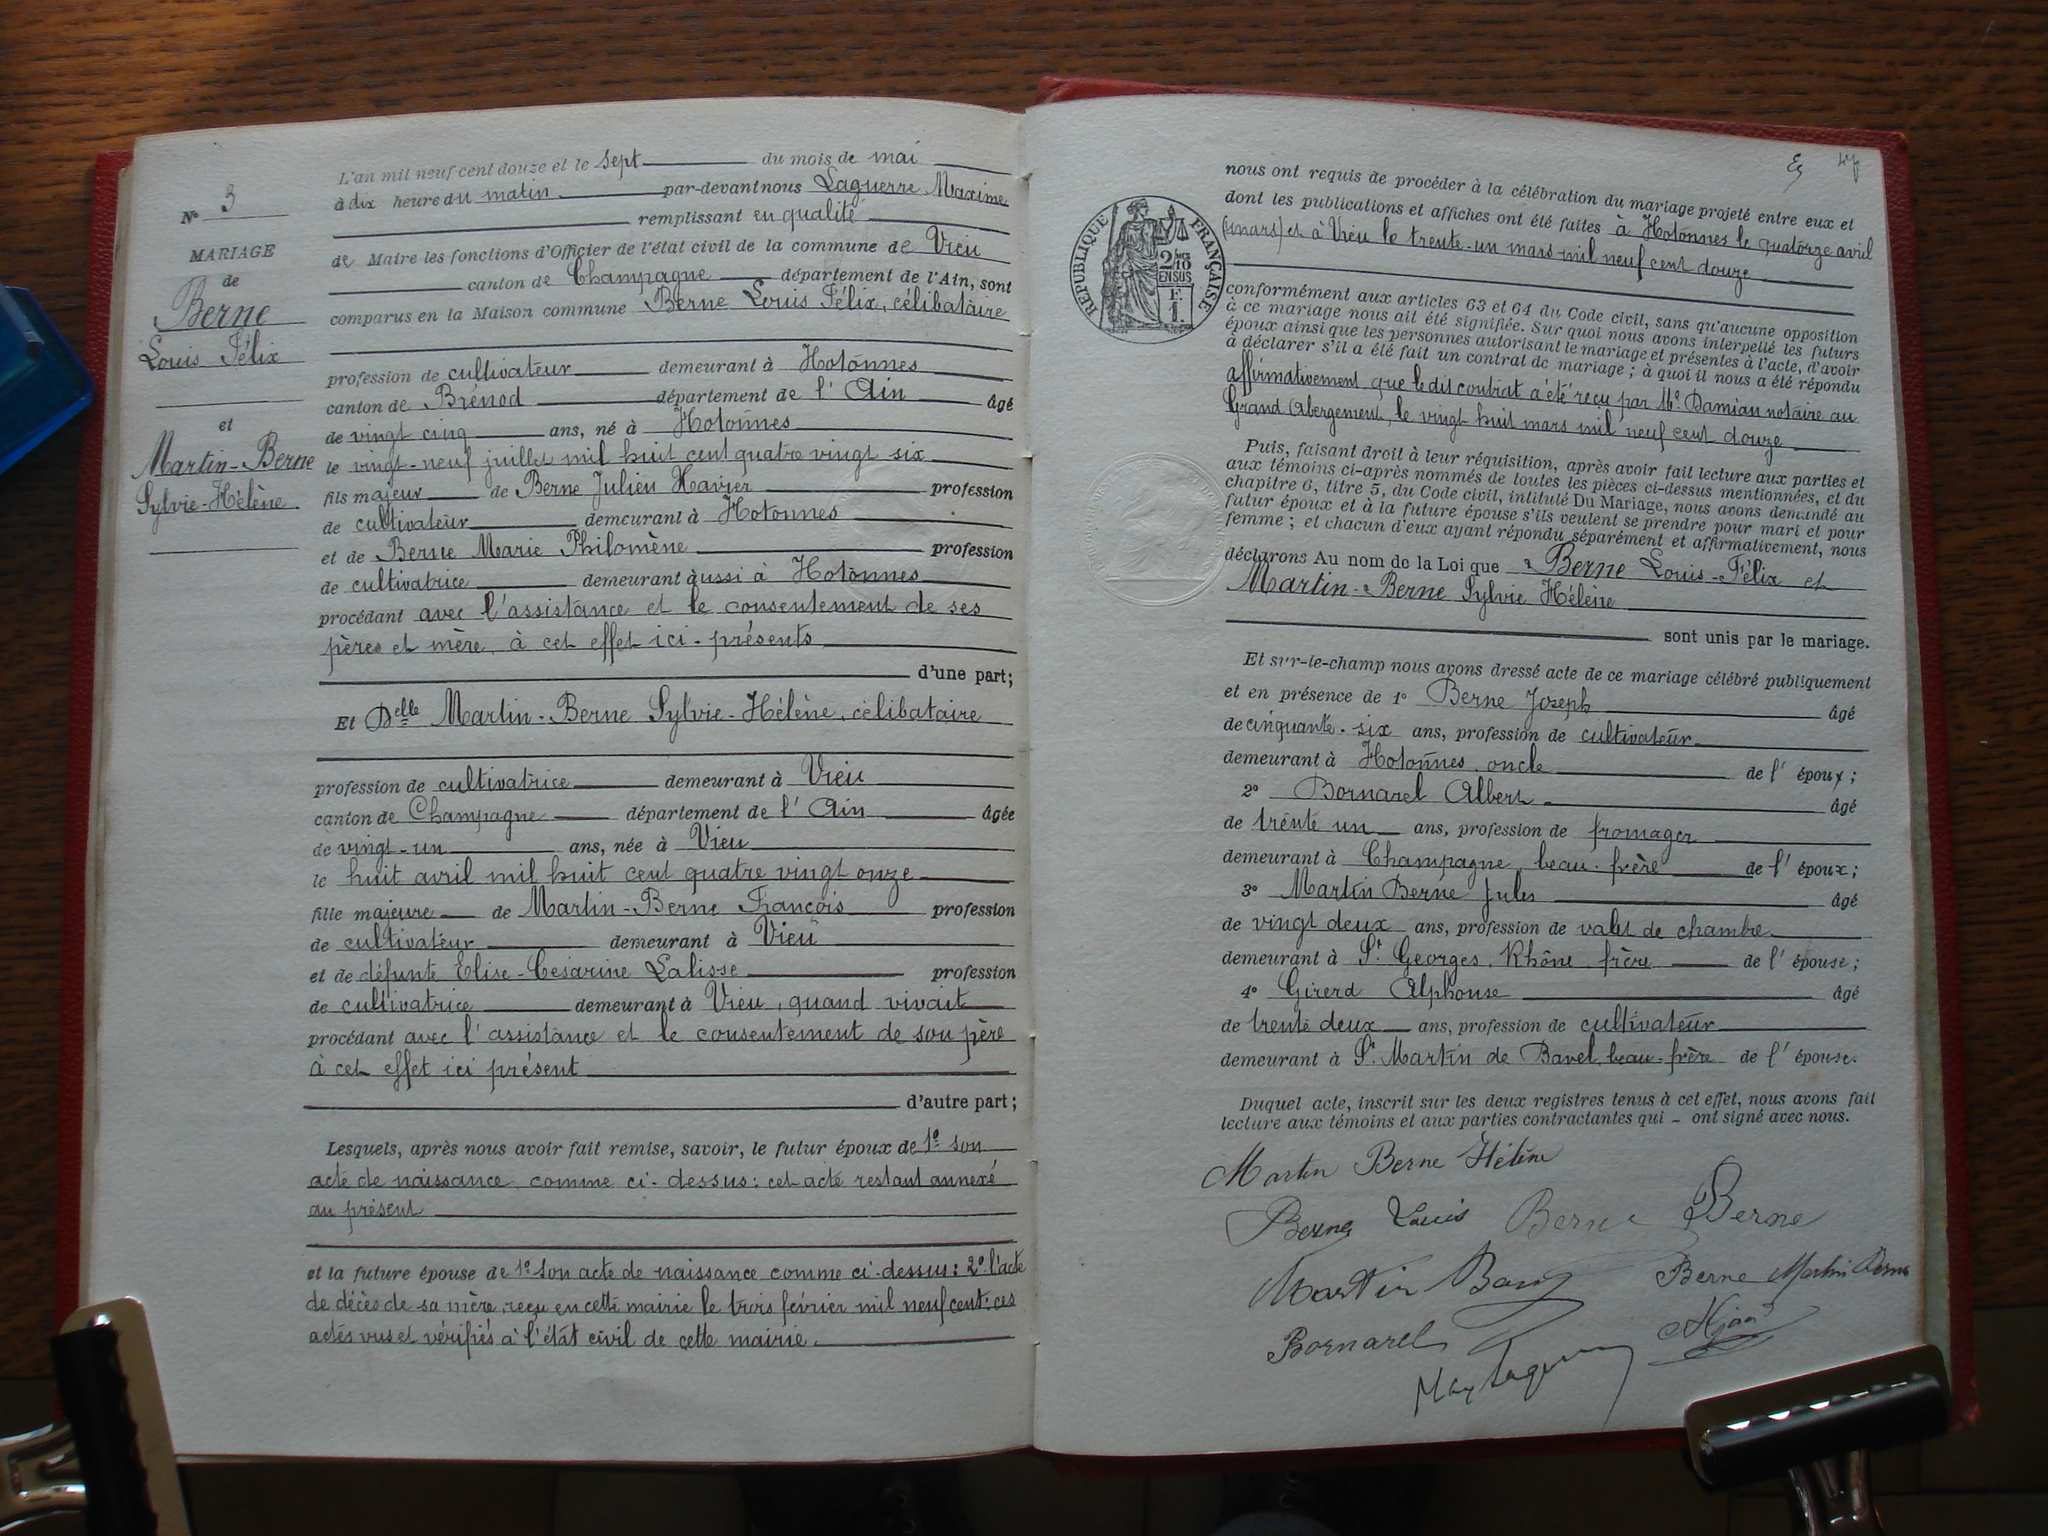 N° 3
MARIAGE
de
Berne
Louis Félix
et
Martin-Berne
Sylvie-Hélène
L'an mil neuf cent douze et le sept du mois de mai
à dix heure du matin par-devant nous Laguerre Maxime
remplissant en qualité
de Maire les fonctions d'Officier de l'état civil de la commune de Vieu
canton de Champagne département de l'Ain, sont
comparus en la Maison commune Berne Louis Félix, célibataire
profession de cultivateur demeurant à Hotonnes
canton de Brénod département de l'Ain âgé
de vingt cinq ans, né à Hotonnes
le vingt-neuf juillet mil huit cent quatre vingt six
fils majeur de Berne Julien Xavier profession
de cultivateur demeurant à Hotonnes
et de Berne Marie Philomène profession
de cultivatrice demeurant aussi à Hotonnes
procédant avec l'assistance et le consentement de ses
pères et mère, à cet effet ici-présents
d'une part;
Et Delle Martin-Berne Sylvie-Hélène, célibataire
profession de cultivatrice demeurant à Vieu
canton de Champagne département de l'Ain âgée
de vingt-un ans, née à Vieu
le huit avril mil huit cent quatre vingt onze
fille majeure de Martin-Berne François profession
de cultivateur demeurant à Vieu
et de défunte Elise-Césarine Lalisse profession
de cultivatrice demeurant à Vieu, quand vivait
procédant avec l'assistance et le consentement de son père
à cet effet ici présent
d'autre part;
Lesquels, après nous avoir fait remise, savoir, le futur époux de 1° son
acte de naissance comme ci-dessus: cet acte restant annexé
au présent
et la future épouse de 1° son acte de naissance comme ci-dessus: 2° l'acte
de décès de sa mère, reçu en cette mairie le trois février mil neuf cent: ces
actes vus et vérifiés à l'état civil de cette mairie.
47
RÉPUBLIQUE FRANÇAISE
2/10 EN SUS
F. 1.
nous ont requis de procéder à la célébration du mariage projeté entre eux et
dont les publications et affiches ont été faites à Hotonnes le quatorze avril
(mars) et à Vieu le trente-un mars mil neuf cent douze
conformément aux articles 63 et 64 du Code civil, sans qu'aucune opposition
à ce mariage nous ait été signifiée. Sur quoi nous avons interpellé les futurs
époux ainsi que les personnes autorisant le mariage et présentes à l'acte, d'avoir
à déclarer s'il a été fait un contrat de mariage; à quoi il nous a été répondu
affirmativement que le dit contrat a été reçu par Me. Damian notaire au
Grand Abergement, le vingt huit mars mil neuf cent douze
Puis, faisant droit à leur réquisition, après avoir fait lecture aux parties et
aux témoins ci-après nommés de toutes les pièces ci-dessus mentionnées, et du
chapitre 6, titre 5, du Code civil, intitulé Du Mariage, nous avons demandé au
futur époux et à la future épouse s'ils veulent se prendre pour mari et pour
femme; et chacun d'eux ayant répondu séparément et affirmativement, nous
déclarons Au nom de la Loi que Berne Louis-Félix et
Martin-Berne Sylvie Hélène
sont unis par le mariage.
Et sur-le-champ nous avons dressé acte de ce mariage célébré publiquement
et en présence de 1° Berne Joseph âgé
de cinquante-six ans, profession de cultivateur
demeurant à Hotonnes oncle de l'époux;
2° Bornarel Albert âgé
de trente un ans, profession de fromager
demeurant à Champagne, beau-frère de l'époux;
3° Martin Berne Jules âgé
de vingt deux ans, profession de valet de chambre
demeurant à St. Georges, Rhône frère de l'épouse;
4° Girerd Alphonse âgé
de trente deux ans, profession de cultivateur
demeurant à St. Martin de Bavel, beau-frère de l'épouse.
Duquel acte, inscrit sur les deux registres tenus à cet effet, nous avons fait
lecture aux témoins et aux parties contractantes qui ont signé avec nous.
Martin Berne Hélène
Berne Louis Berne Berne
Martin Berne Martin Berne
Bornarel
Max Laguerre